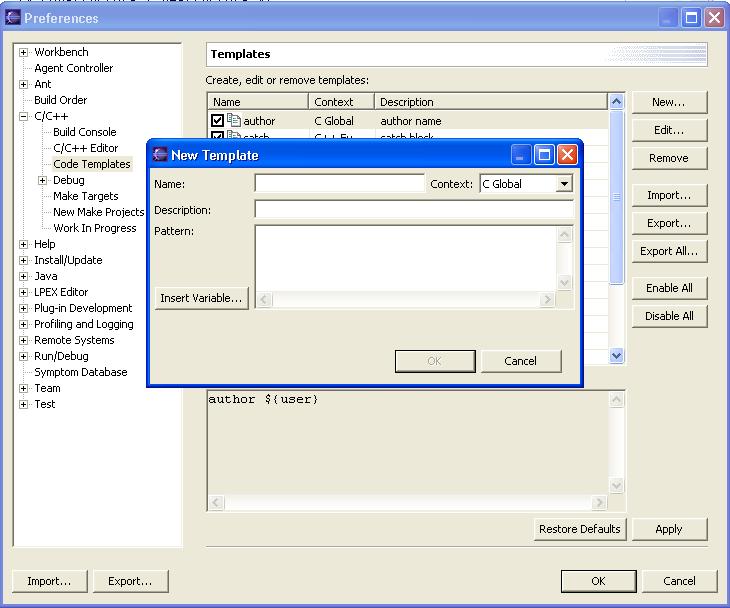 Preferences
Workbench
Agent Controller
Ant
Build Order
C/C++
Build Console
C/C++ Editor
Code Templates
Debug
Make Targets
New Make Projects
Work In Progress
Help
Install/Update
Java
LPEX Editor
Plug-in Development
Profiling and Logging
Remote Systems
Run/Debug
Symptom Database
Team
Test
Templates
Create, edit or remove templates:
Name Context Description
author C Global author name
catch block
New...
Edit...
Remove
Import...
Export...
Export All...
Enable All
Disable All
New Template
Name: Context: C Global
Description:
Pattern:
Insert Variable...
OK Cancel
author ${user}
Restore Defaults Apply
Import... Export... OK Cancel